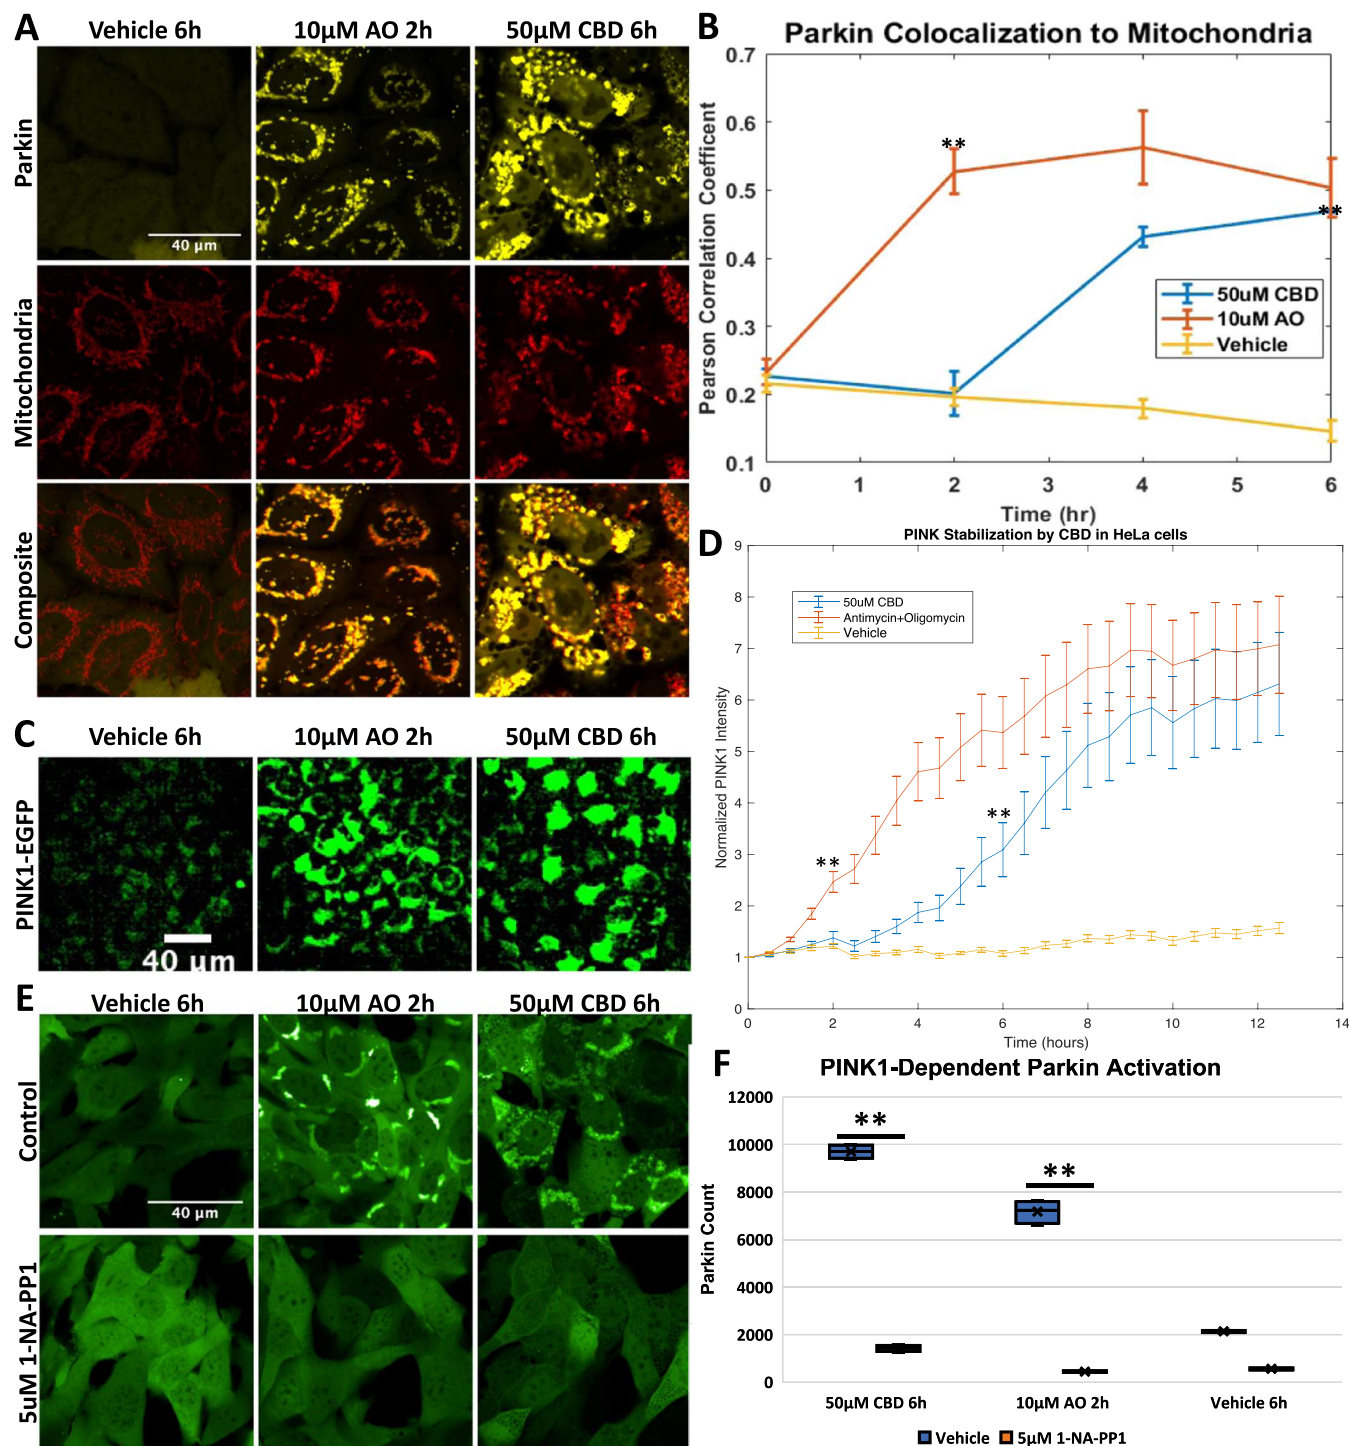 A
Vehicle 6h
10µM AO 2h
50µM CBD 6h
Parkin
40 µm
Mitochondria
Composite
B
Parkin Colocalization to Mitochondria
Pearson Correlation Coefficent
0.7
0.6
0.5
0.4
0.3
0.2
0.1
**
**
50uM CBD
10uM AO
Vehicle
0 1 2 3 4 5 6
Time (hr)
C
Vehicle 6h
10µM AO 2h
50µM CBD 6h
PINK1-EGFP
40 µm
D
PINK Stabilization by CBD in HeLa cells
Normalized PINK1 Intensity
9
8
7
6
5
4
3
2
1
0
50uM CBD
Antimycin+Oligomycin
Vehicle
**
**
0 2 4 6 8 10 12 14
Time (hours)
E
Vehicle 6h
10µM AO 2h
50µM CBD 6h
Control
40 µm
5uM 1-NA-PP1
F
PINK1-Dependent Parkin Activation
Parkin Count
12000
10000
8000
6000
4000
2000
0
**
**
50µM CBD 6h
10µM AO 2h
Vehicle 6h
Vehicle
5µM 1-NA-PP1